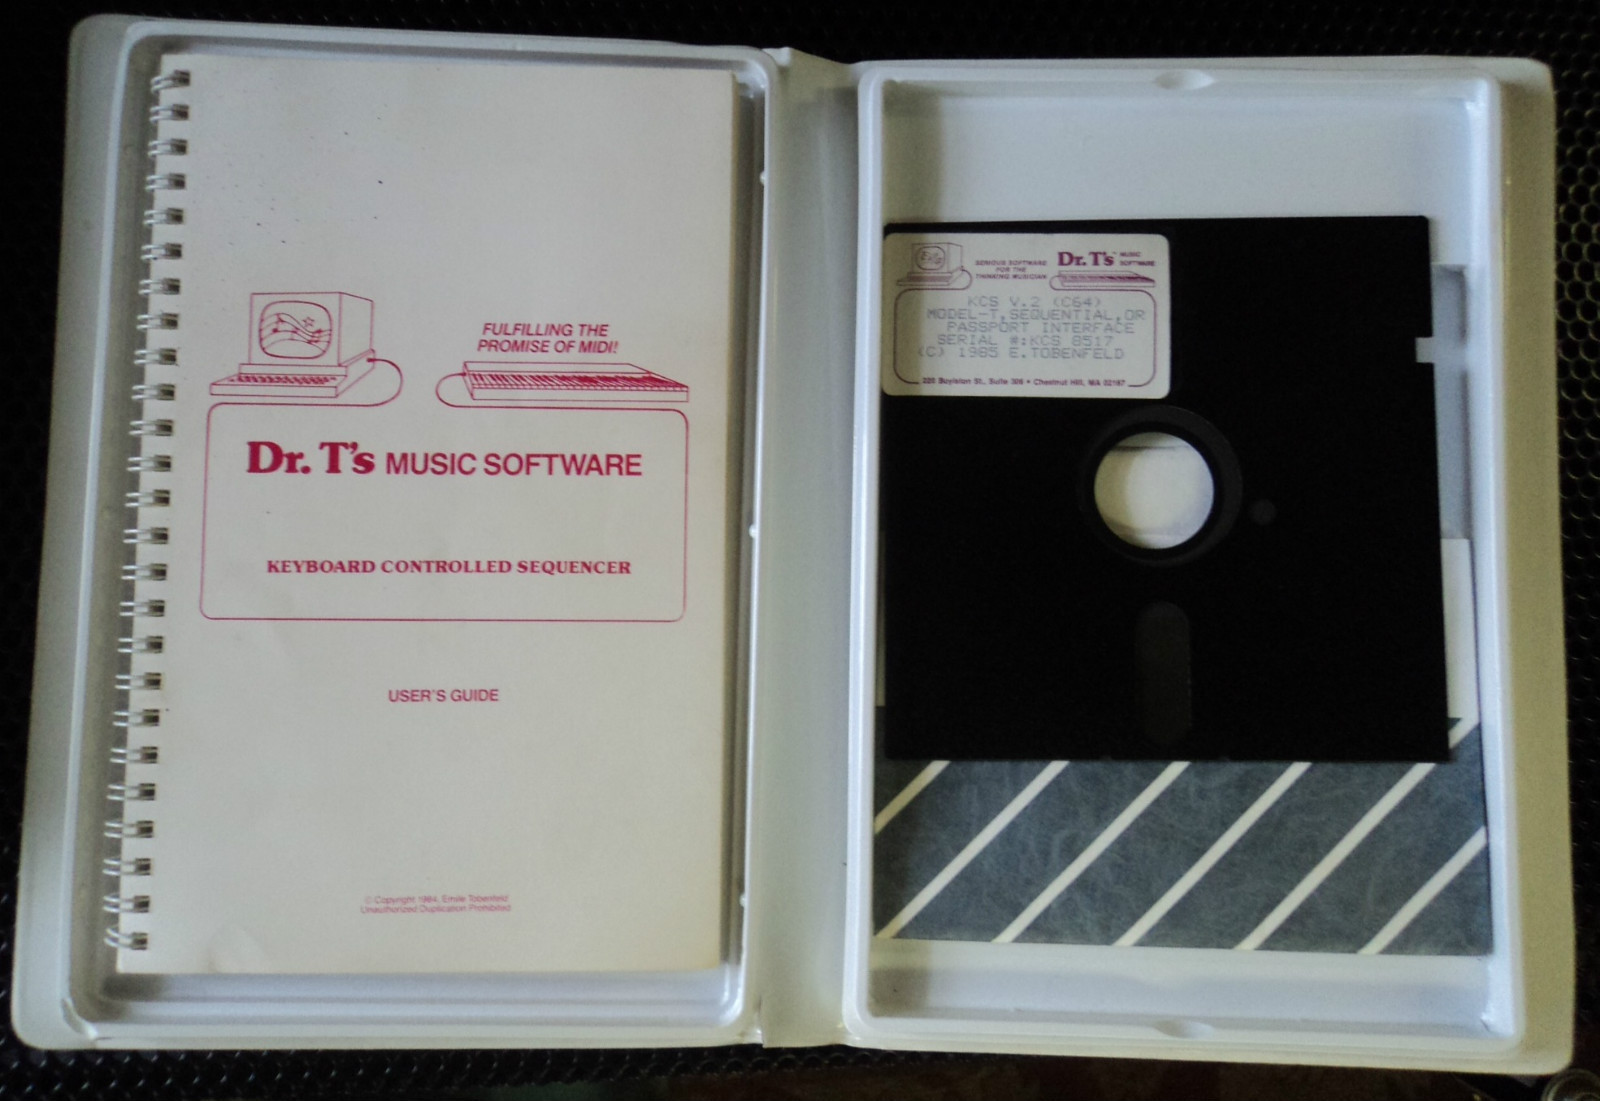 FULFILLING THE
PROMISE OF MIDI!
Dr. T's MUSIC SOFTWARE
KEYBOARD CONTROLLED SEQUENCER
USER'S GUIDE
© Copyright 1984, Emile Tobenfeld
Unauthorized Duplication Prohibited
SERIOUS SOFTWARE
FOR THE
THINKING MUSICIAN
Dr. T's™ MUSIC
SOFTWARE
KCS V.2 (C64)
MODEL-T,SEQUENTIAL,OR
PASSPORT INTERFACE
SERIAL #:KCS 8517
(C) 1985 E.TOBENFELD
220 Boylston St., Suite 306 • Chestnut Hill, MA 02167